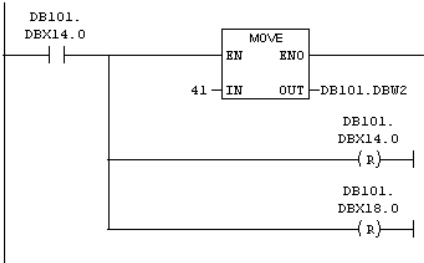 DB101.
DBX14.0
MOVE
EN ENO
41 IN OUT DB101.DBW2
DB101.
DBX14.0
(R)
DB101.
DBX18.0
(R)